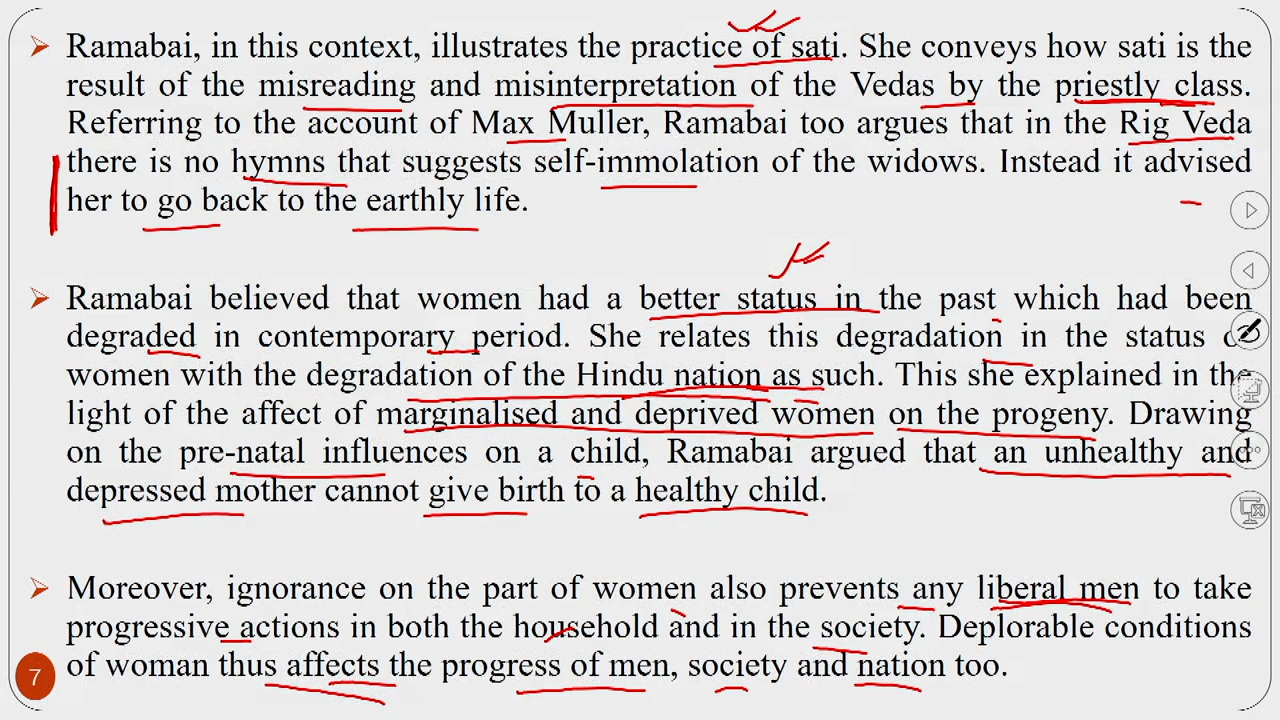 Ramabai, in this context, illustrates the practice of sati. She conveys how sati is the
result of the misreading and misinterpretation of the Vedas by the priestly class.
Referring to the account of Max Muller, Ramabai too argues that in the Rig Veda
there is no hymns that suggests self-immolation of the widows. Instead it advised
her to go back to the earthly life.
Ramabai believed that women had a better status in the past which had been
degraded in contemporary period. She relates this degradation in the status of
women with the degradation of the Hindu nation as such. This she explained in the
light of the affect of marginalised and deprived women on the progeny. Drawing
on the pre-natal influences on a child, Ramabai argued that an unhealthy and
depressed mother cannot give birth to a healthy child.
Moreover, ignorance on the part of women also prevents any liberal men to take
progressive actions in both the household and in the society. Deplorable conditions
of woman thus affects the progress of men, society and nation too.
7